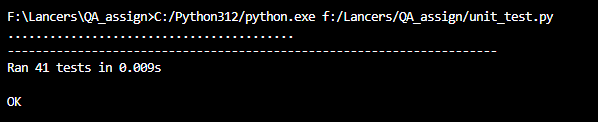 F:\Lancers\QA_assign>C:/Python312/python.exe f:/Lancers/QA_assign/unit_test.py
.........................................
----------------------------------------------------------------------
Ran 41 tests in 0.009s
OK